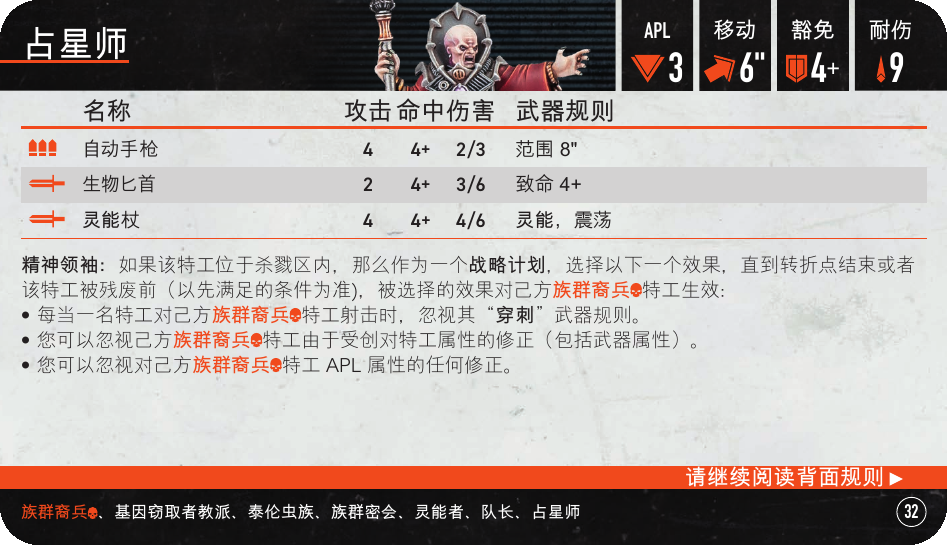 占星师
APL 移动 豁免 耐伤
3 6" 4+ 9
名称 攻击 命中 伤害 武器规则
自动手枪 4 4+ 2/3 范围 8"
生物匕首 2 4+ 3/6 致命 4+
灵能杖 4 4+ 4/6 灵能，震荡
精神领袖：如果该特工位于杀戮区内，那么作为一个战略计划，选择以下一个效果，直到转折点结束或者
该特工被残废前（以先满足的条件为准)，被选择的效果对己方族群裔兵特工生效:
• 每当一名特工对己方族群裔兵特工射击时，忽视其“穿刺”武器规则。
• 您可以忽视己方族群裔兵特工由于受创对特工属性的修正（包括武器属性）。
• 您可以忽视对己方族群裔兵特工 APL 属性的任何修正。
请继续阅读背面规则 ▶
族群裔兵、基因窃取者教派、泰伦虫族、族群密会、灵能者、队长、占星师
32